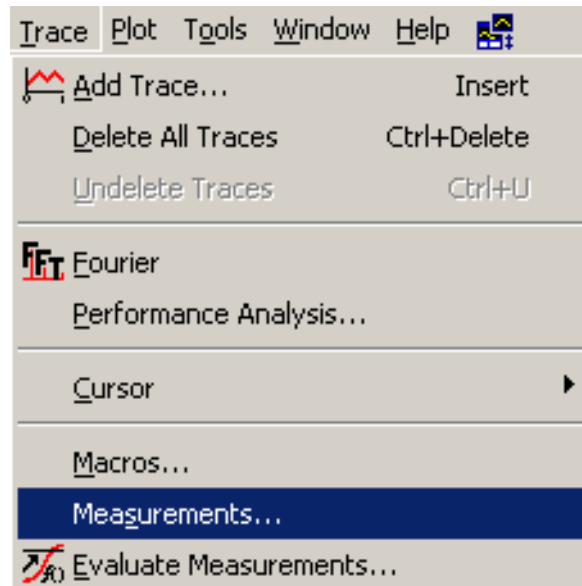 Trace Plot Tools Window Help
Add Trace... Insert
Delete All Traces Ctrl+Delete
Undelete Traces Ctrl+U
FFT Fourier
Performance Analysis...
Cursor
Macros...
Measurements...
f(t) Evaluate Measurements...